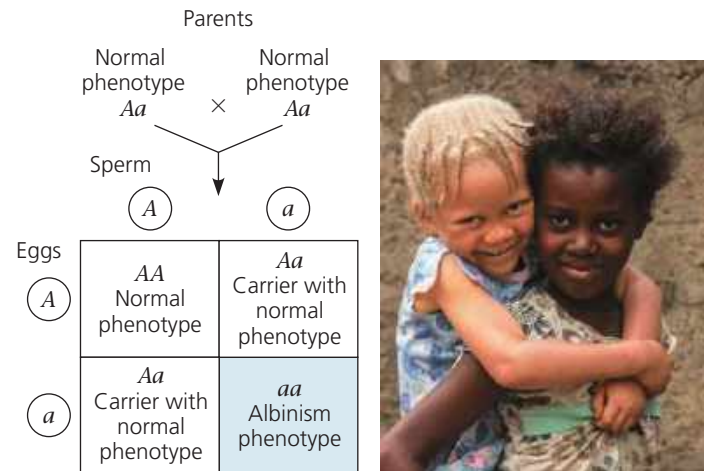 Parents
Normal
phenotype
Aa
×
Normal
phenotype
Aa
Sperm
A
a
Eggs
A
AA
Normal
phenotype
Aa
Carrier with
normal
phenotype
a
Aa
Carrier with
normal
phenotype
aa
Albinism
phenotype